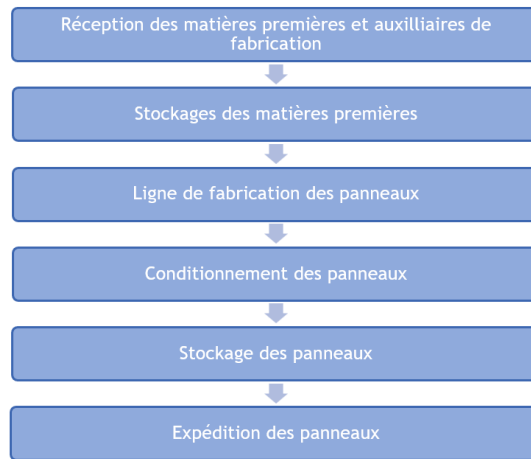 Réception des matières premières et auxilliaires de
fabrication
Stockages des matières premières
Ligne de fabrication des panneaux
Conditionnement des panneaux
Stockage des panneaux
Expédition des panneaux